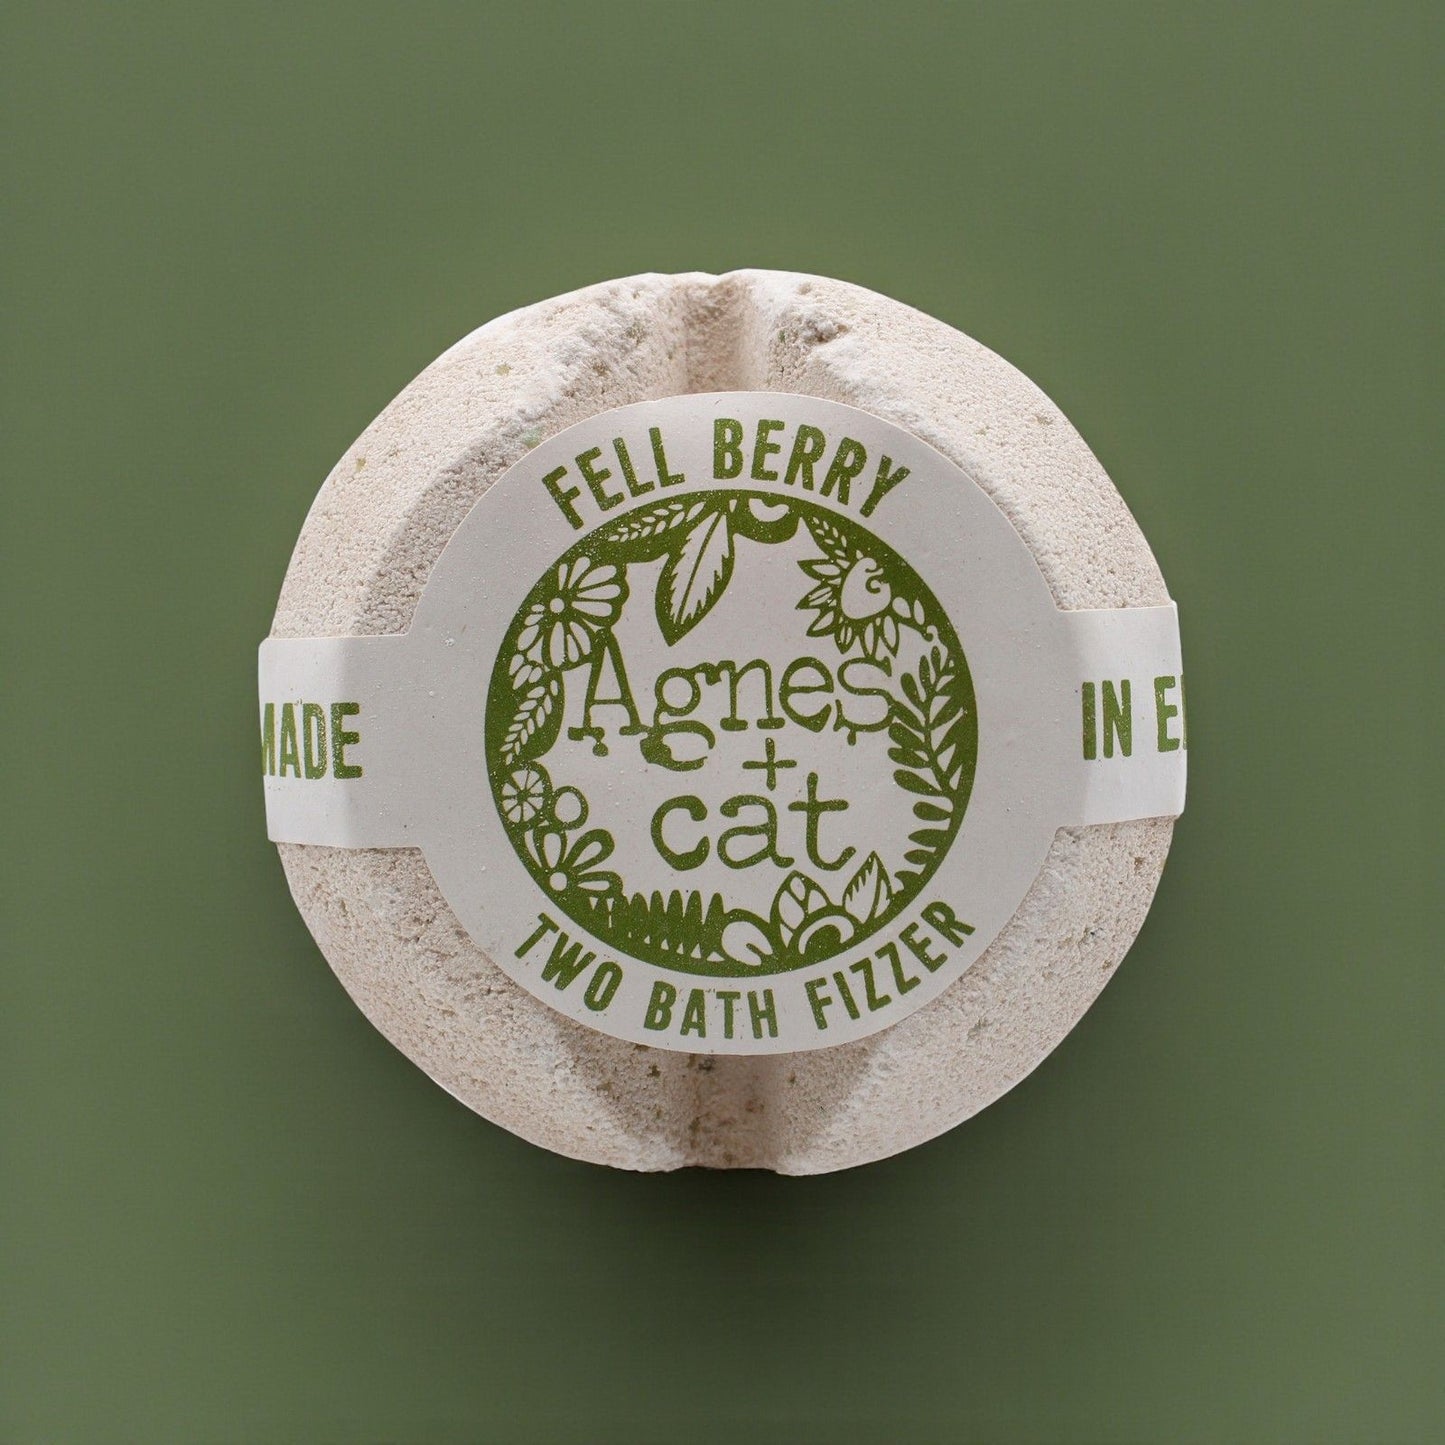 FELL BERRY
MADE
Agnes
+
cat
IN E
TWO BATH FIZZER